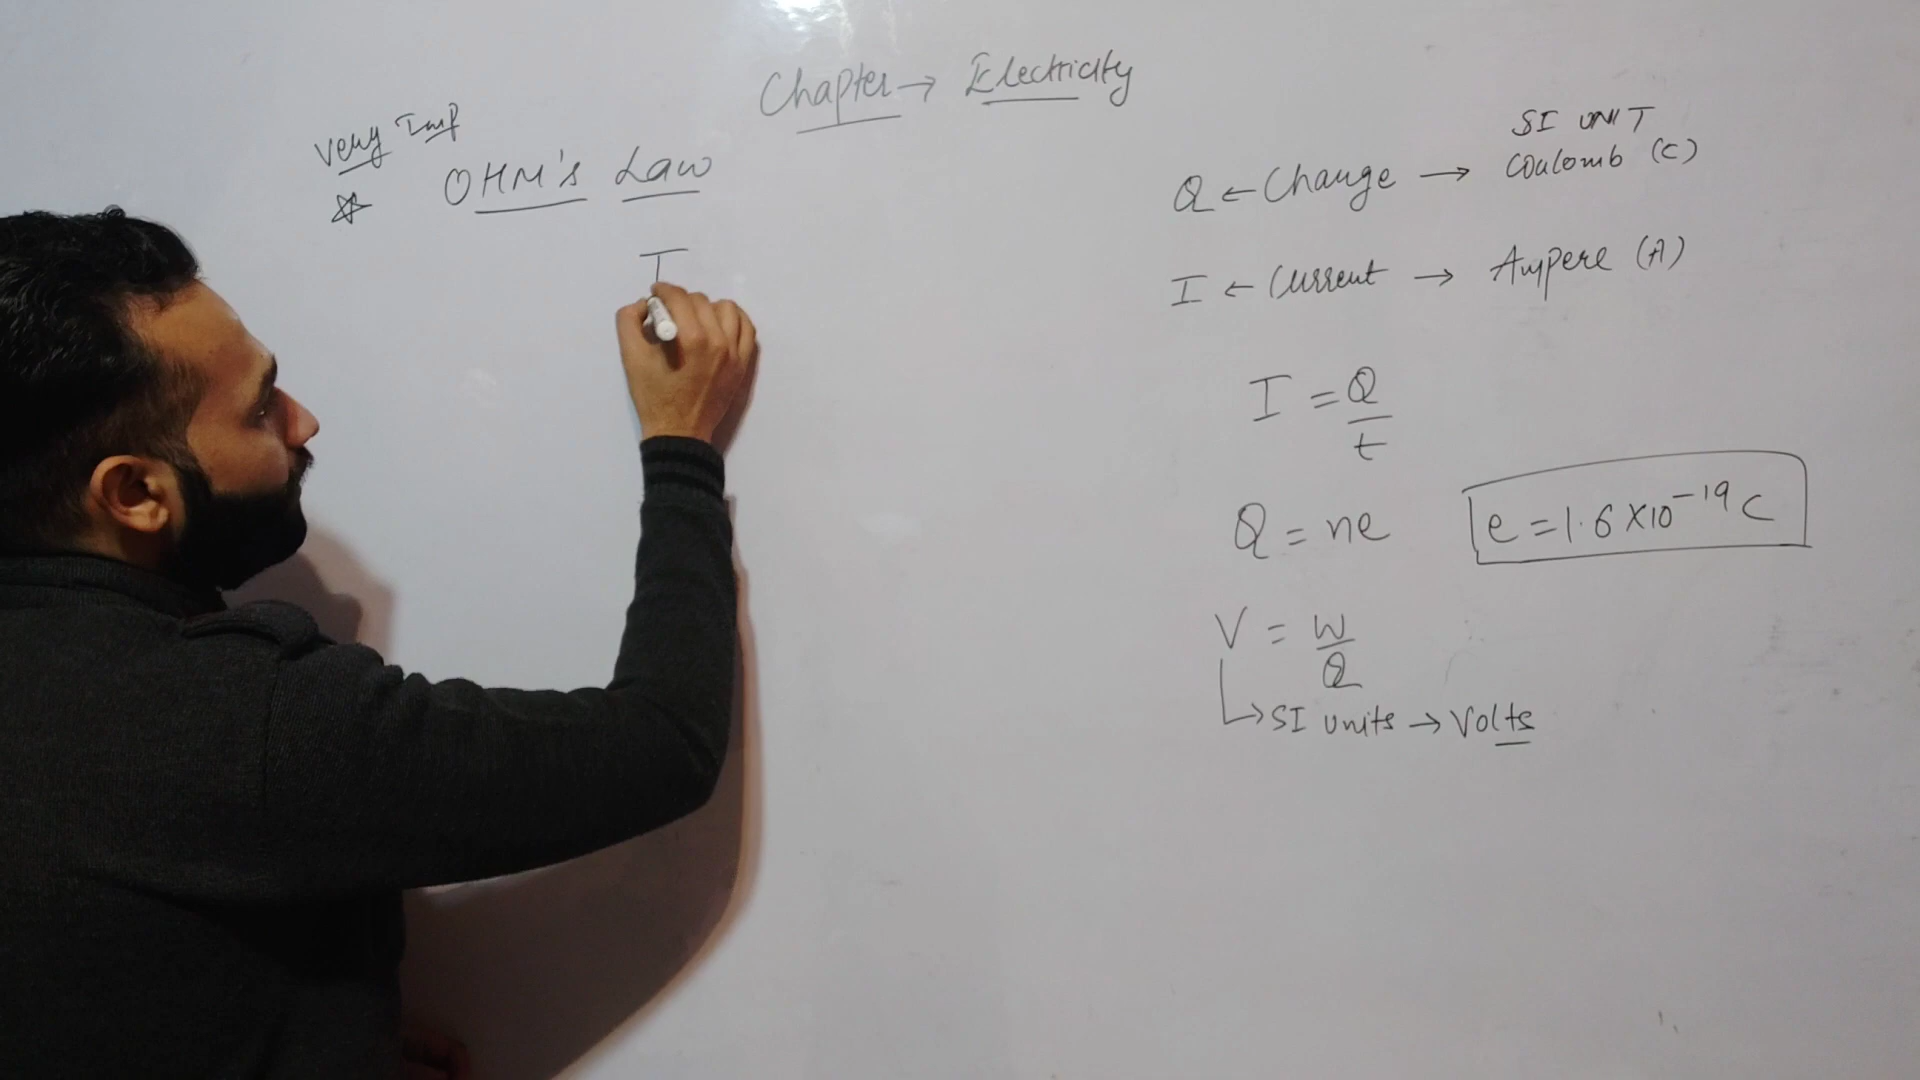 Chapter → Electricity
Very Imp
☆ OHM's Law
I
SI UNIT
Q ← Charge → Coulomb (C)
I ← Current → Ampere (A)
I = Q/t
Q = ne
e = 1.6 X10⁻¹⁹ C
V = W/Q
↳ SI units → Volts